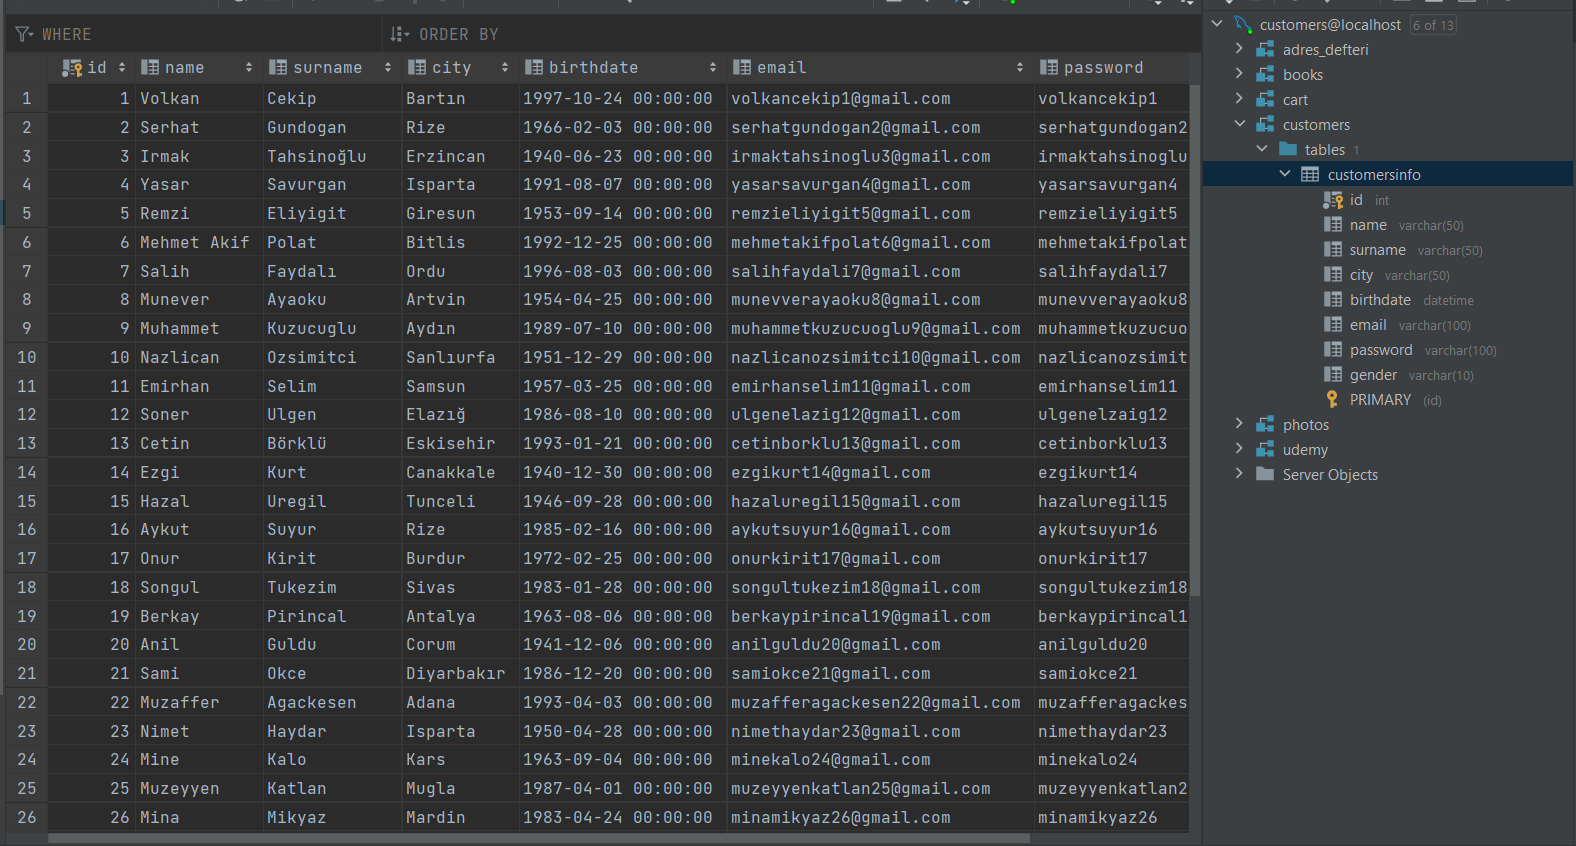 WHERE ORDER BY
id name surname city birthdate email password
1 1 Volkan Cekip Bartın 1997-10-24 00:00:00 volkancekip1@gmail.com volkancekip1
2 2 Serhat Gundogan Rize 1966-02-03 00:00:00 serhatgundogan2@gmail.com serhatgundogan2
3 3 Irmak Tahsinoğlu Erzincan 1940-06-23 00:00:00 irmaktahsinoglu3@gmail.com irmaktahsinoglu
4 4 Yasar Savurgan Isparta 1991-08-07 00:00:00 yasarsavurgan4@gmail.com yasarsavurgan4
5 5 Remzi Eliyigit Giresun 1953-09-14 00:00:00 remzieliyigit5@gmail.com remzieliyigit5
6 6 Mehmet Akif Polat Bitlis 1992-12-25 00:00:00 mehmetakifpolat6@gmail.com mehmetakifpolat
7 7 Salih Faydalı Ordu 1996-08-03 00:00:00 salihfaydali7@gmail.com salihfaydali7
8 8 Munever Ayaoku Artvin 1954-04-25 00:00:00 munevverayaoku8@gmail.com munevverayaoku8
9 9 Muhammet Kuzucuglu Aydın 1989-07-10 00:00:00 muhammetkuzucuoglu9@gmail.com muhammetkuzucuo
10 10 Nazlican Ozsimitci Sanlıurfa 1951-12-29 00:00:00 nazlicanozsimitci10@gmail.com nazlicanozsimit
11 11 Emirhan Selim Samsun 1957-03-25 00:00:00 emirhanselim11@gmail.com emirhanselim11
12 12 Soner Ulgen Elazığ 1986-08-10 00:00:00 ulgenelazig12@gmail.com ulgenelzaig12
13 13 Cetin Börklü Eskisehir 1993-01-21 00:00:00 cetinborklu13@gmail.com cetinborklu13
14 14 Ezgi Kurt Canakkale 1940-12-30 00:00:00 ezgikurt14@gmail.com ezgikurt14
15 15 Hazal Uregil Tunceli 1946-09-28 00:00:00 hazaluregil15@gmail.com hazaluregil15
16 16 Aykut Suyur Rize 1985-02-16 00:00:00 aykutsuyur16@gmail.com aykutsuyur16
17 17 Onur Kirit Burdur 1972-02-25 00:00:00 onurkirit17@gmail.com onurkirit17
18 18 Songul Tukezim Sivas 1983-01-28 00:00:00 songultukezim18@gmail.com songultukezim18
19 19 Berkay Pirincal Antalya 1963-08-06 00:00:00 berkaypirincal19@gmail.com berkaypirincal1
20 20 Anil Guldu Corum 1941-12-06 00:00:00 anilguldu20@gmail.com anilguldu20
21 21 Sami Okce Diyarbakır 1986-12-20 00:00:00 samiokce21@gmail.com samiokce21
22 22 Muzaffer Agackesen Adana 1993-04-03 00:00:00 muzafferagackesen22@gmail.com muzafferagackes
23 23 Nimet Haydar Isparta 1950-04-28 00:00:00 nimethaydar23@gmail.com nimethaydar23
24 24 Mine Kalo Kars 1963-09-04 00:00:00 minekalo24@gmail.com minekalo24
25 25 Muzeyyen Katlan Mugla 1987-04-01 00:00:00 muzeyyenkatlan25@gmail.com muzeyyenkatlan2
26 26 Mina Mikyaz Mardin 1983-04-24 00:00:00 minamikyaz26@gmail.com minamikyaz26
customers@localhost 6 of 13
adres_defteri
books
cart
customers
tables 1
customersinfo
id int
name varchar(50)
surname varchar(50)
city varchar(50)
birthdate datetime
email varchar(100)
password varchar(100)
gender varchar(10)
PRIMARY (id)
photos
udemy
Server Objects